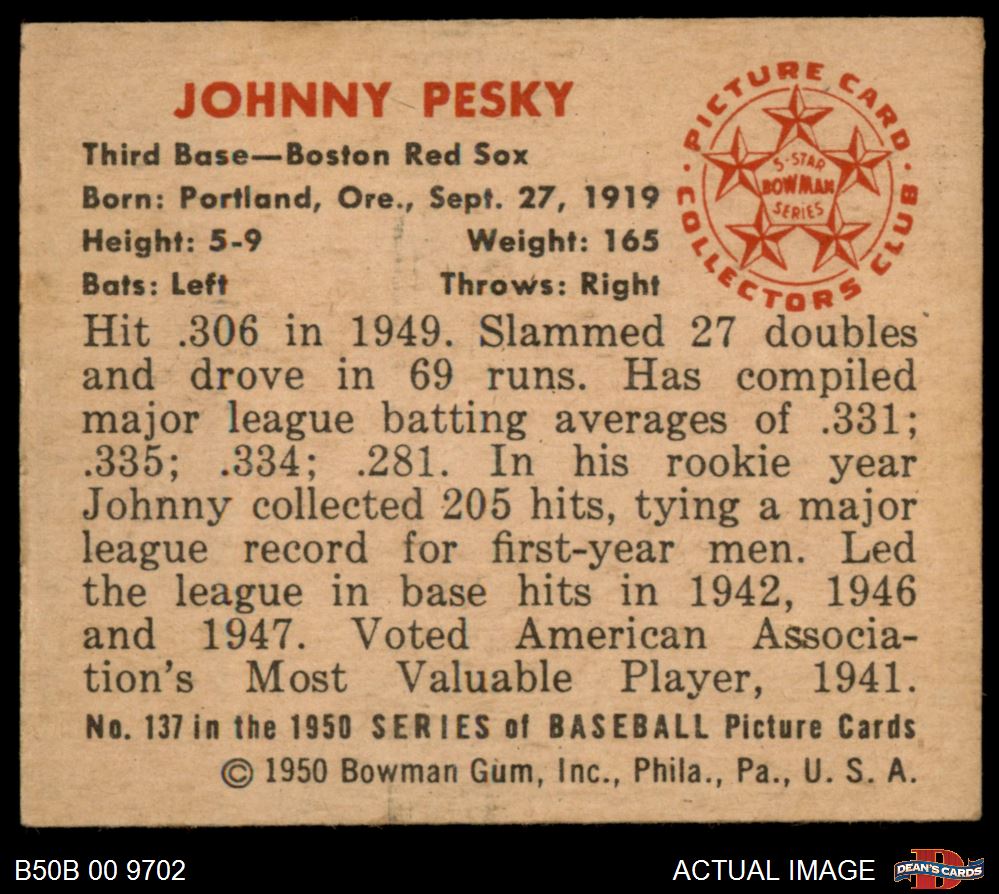 JOHNNY PESKY
Third Base—Boston Red Sox
Born: Portland, Ore., Sept. 27, 1919
Height: 5-9 Weight: 165
Bats: Left Throws: Right
· PICTURE CARD ·
COLLECTORS CLUB
5-STAR
BOWMAN
SERIES
Hit .306 in 1949. Slammed 27 doubles
and drove in 69 runs. Has compiled
major league batting averages of .331;
.335; .334; .281. In his rookie year
Johnny collected 205 hits, tying a major
league record for first-year men. Led
the league in base hits in 1942, 1946
and 1947. Voted American Associa-
tion's Most Valuable Player, 1941.
No. 137 in the 1950 SERIES of BASEBALL Picture Cards
© 1950 Bowman Gum, Inc., Phila., Pa., U. S. A.
B50B 00 9702
ACTUAL IMAGE
D
DEAN'S CARDS